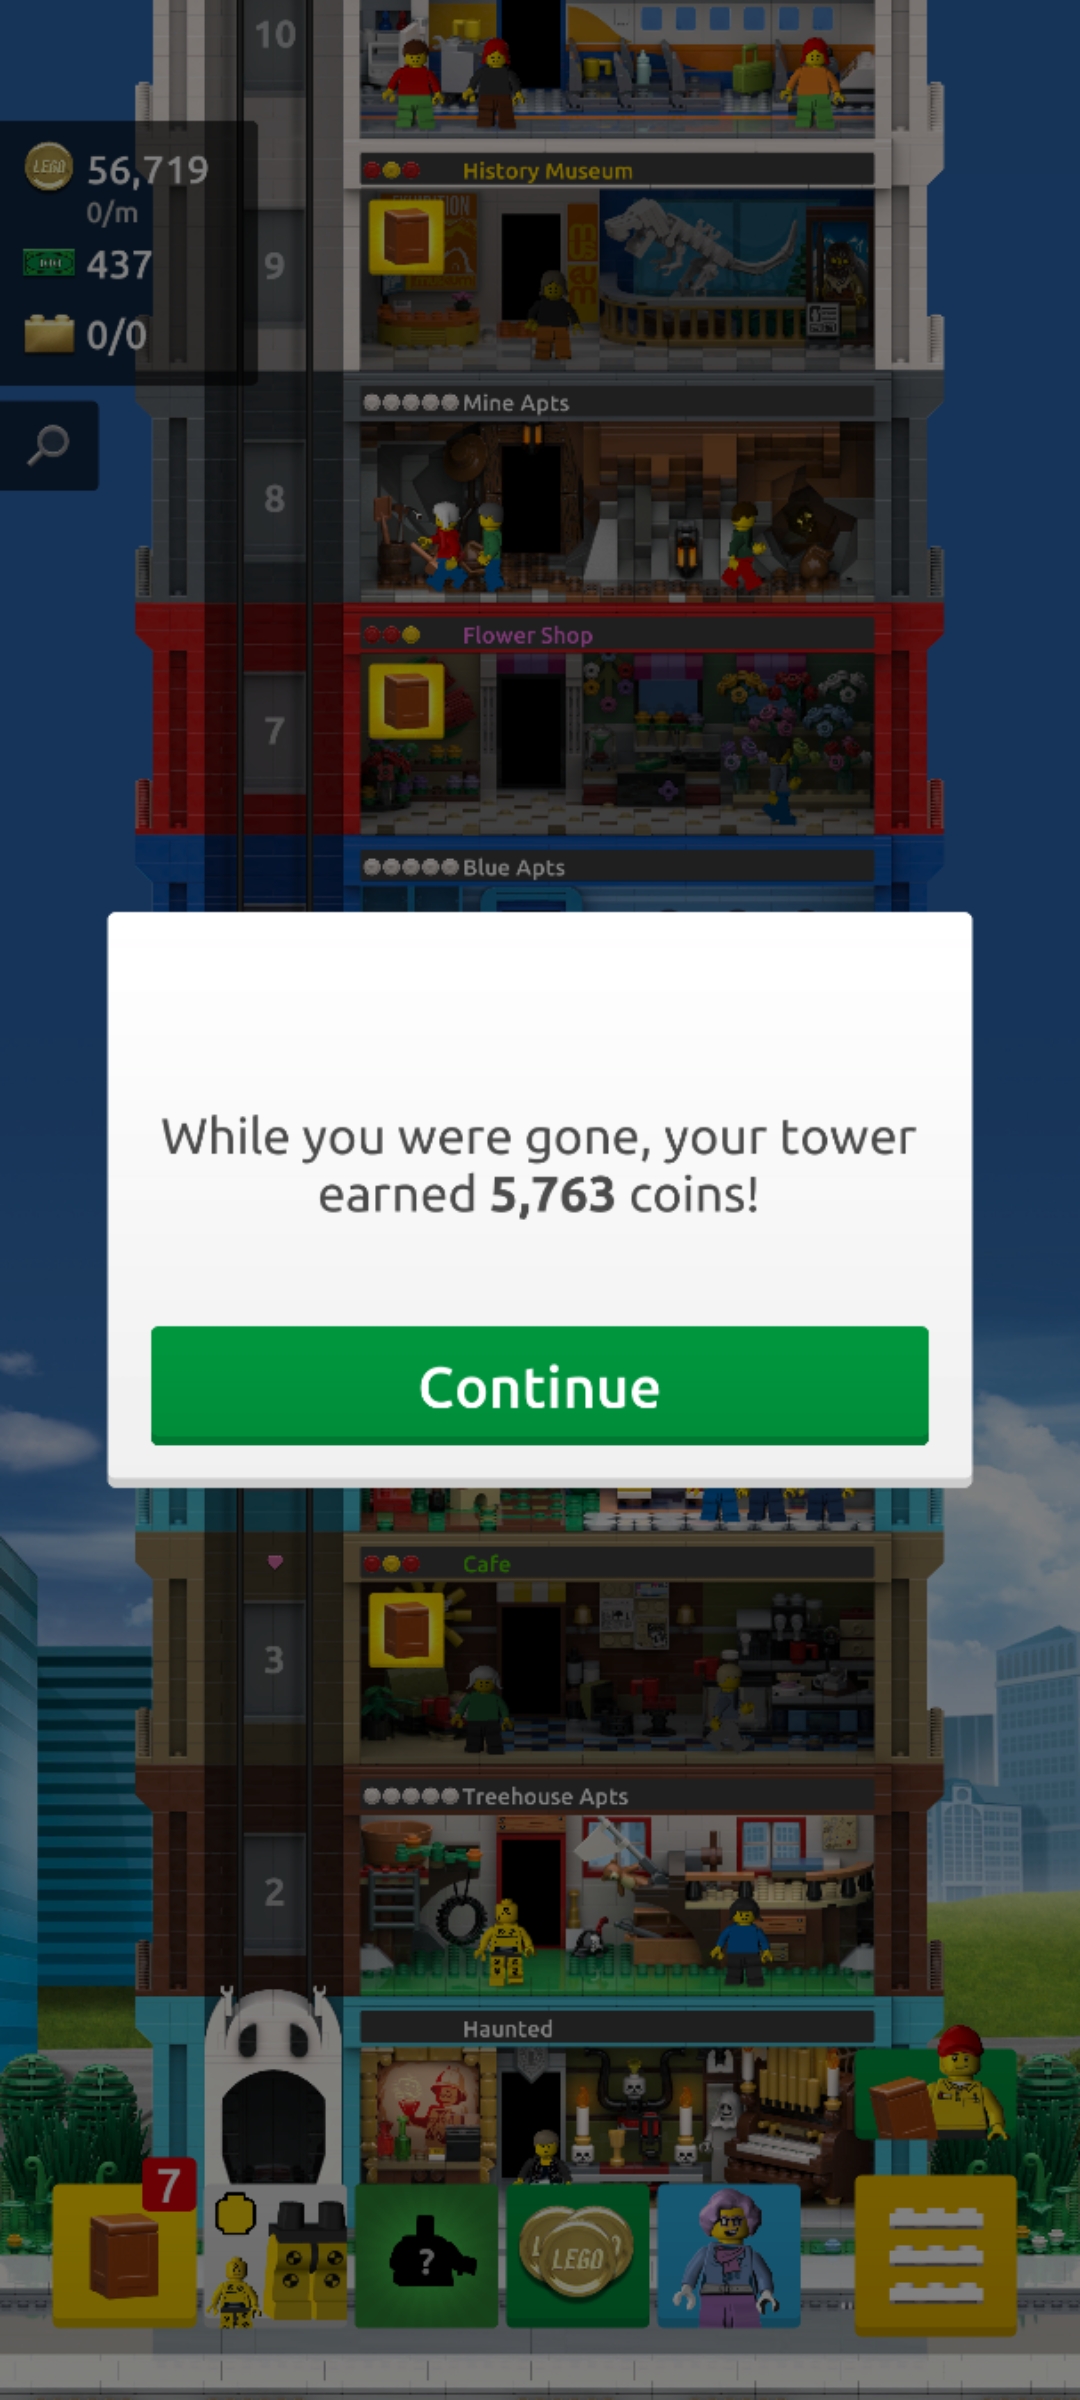 10
LEGO 56,719
0/m
History Museum
437
EXHIBITION
museum
9
0/0
Mine Apts
8
Flower Shop
7
Blue Apts
While you were gone, your tower
earned 5,763 coins!
Continue
Cafe
3
Treehouse Apts
2
Haunted
7
?
LEGO